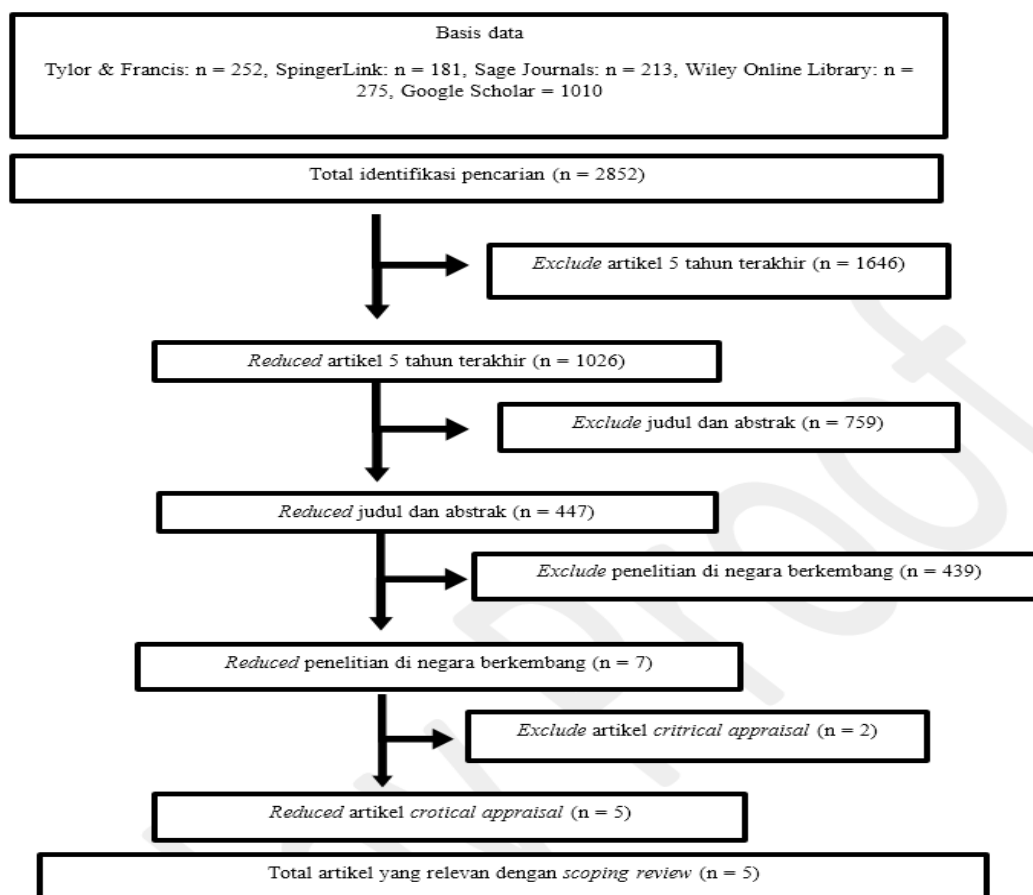 Basis data
Tylor & Francis: n = 252, SpingerLink: n = 181, Sage Journals: n = 213, Wiley Online Library: n =
275, Google Scholar = 1010
Total identifikasi pencarian (n = 2852)
Exclude artikel 5 tahun terakhir (n = 1646)
Reduced artikel 5 tahun terakhir (n = 1026)
Exclude judul dan abstrak (n = 759)
Reduced judul dan abstrak (n = 447)
Exclude penelitian di negara berkembang (n = 439)
Reduced penelitian di negara berkembang (n = 7)
Exclude artikel critrical appraisal (n = 2)
Reduced artikel crotical appraisal (n = 5)
Total artikel yang relevan dengan scoping review (n = 5)
Proof